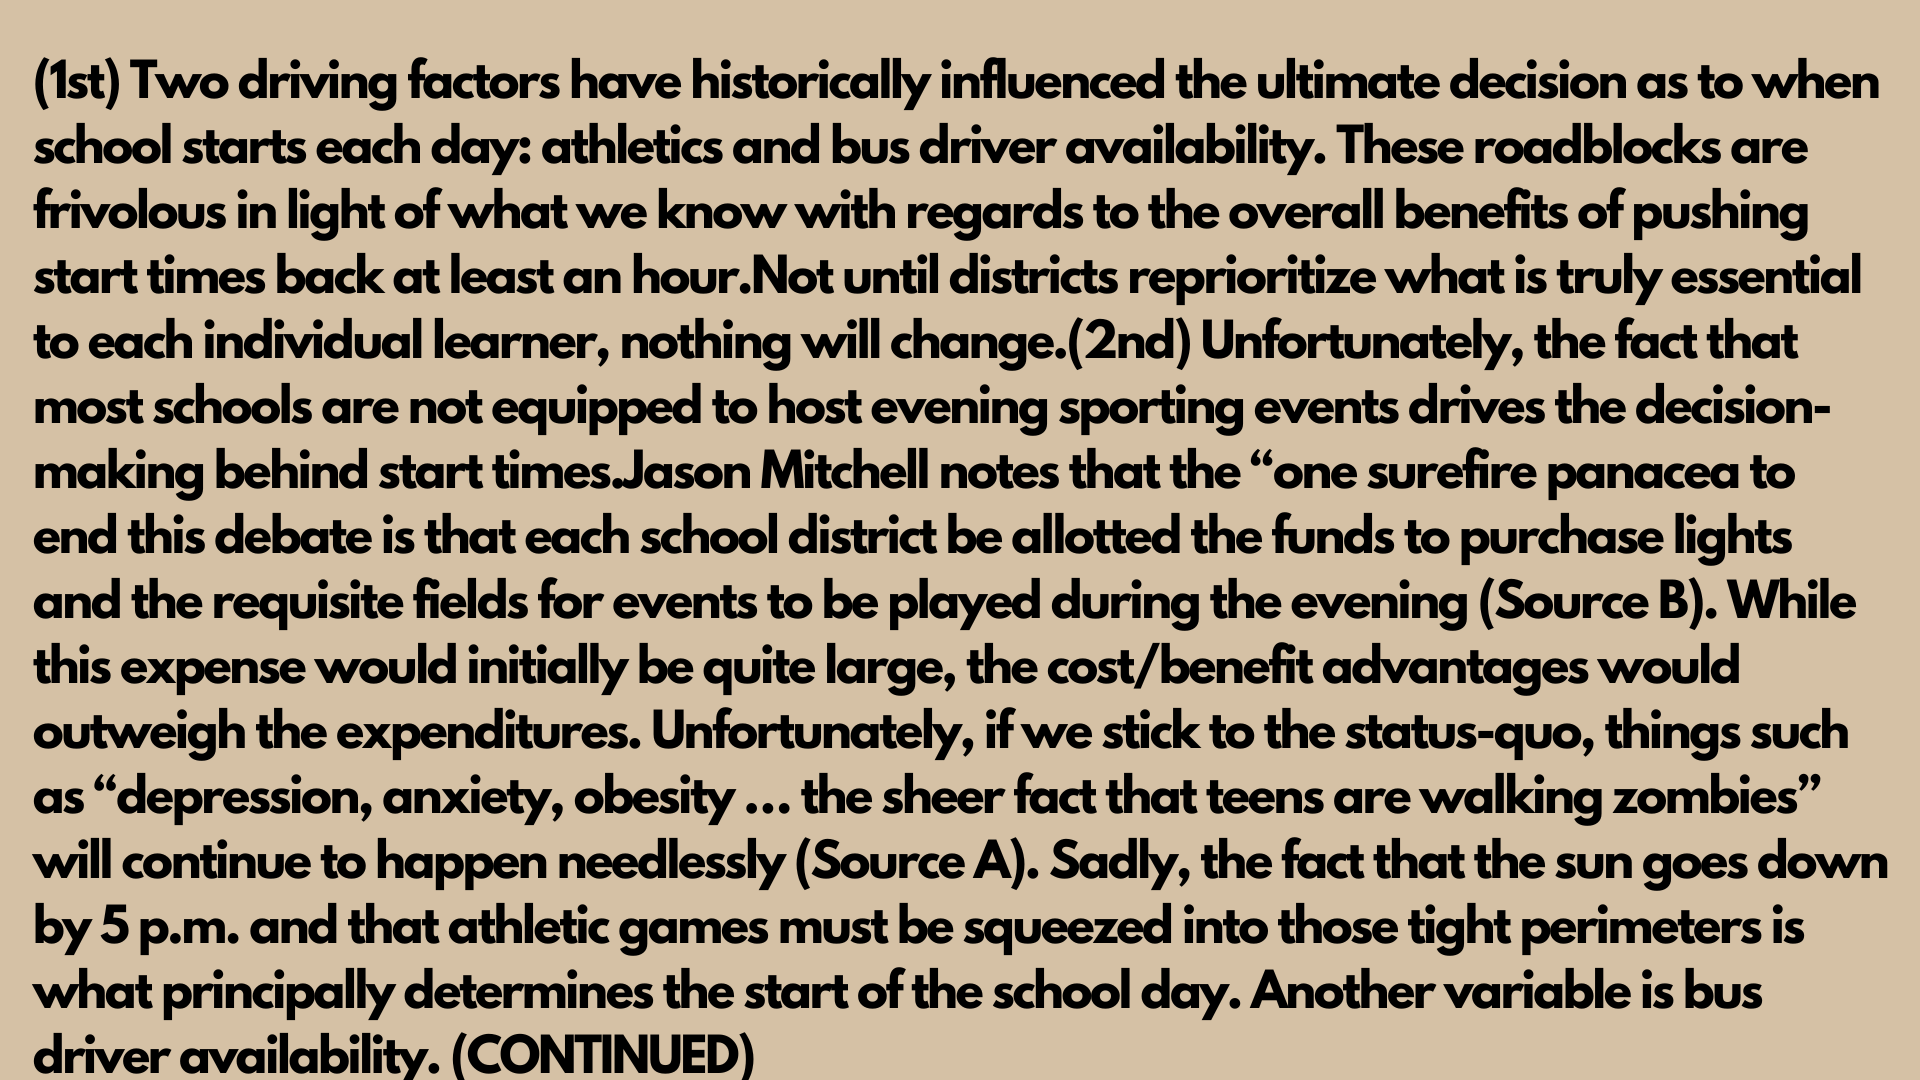 (1st) Two driving factors have historically influenced the ultimate decision as to when
school starts each day: athletics and bus driver availability. These roadblocks are
frivolous in light of what we know with regards to the overall benefits of pushing
start times back at least an hour.Not until districts reprioritize what is truly essential
to each individual learner, nothing will change.(2nd) Unfortunately, the fact that
most schools are not equipped to host evening sporting events drives the decision-
making behind start times.Jason Mitchell notes that the “one surefire panacea to
end this debate is that each school district be allotted the funds to purchase lights
and the requisite fields for events to be played during the evening (Source B). While
this expense would initially be quite large, the cost/benefit advantages would
outweigh the expenditures. Unfortunately, if we stick to the status-quo, things such
as “depression, anxiety, obesity ... the sheer fact that teens are walking zombies”
will continue to happen needlessly (Source A). Sadly, the fact that the sun goes down
by 5 p.m. and that athletic games must be squeezed into those tight perimeters is
what principally determines the start of the school day. Another variable is bus
driver availability. (CONTINUED)